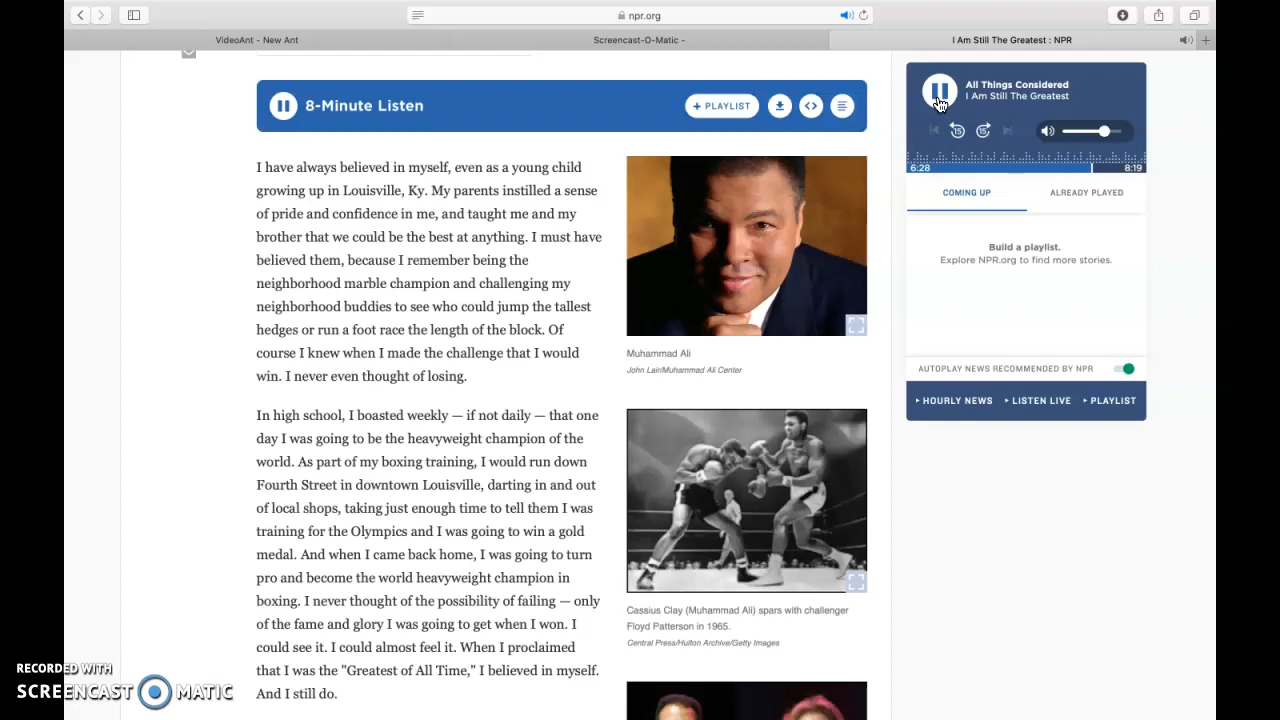 npr.org
VideoAnt - New Ant
Screencast-O-Matic -
I Am Still The Greatest : NPR
8-Minute Listen
+ PLAYLIST
I have always believed in myself, even as a young child
growing up in Louisville, Ky. My parents instilled a sense
of pride and confidence in me, and taught me and my
brother that we could be the best at anything. I must have
believed them, because I remember being the
neighborhood marble champion and challenging my
neighborhood buddies to see who could jump the tallest
hedges or run a foot race the length of the block. Of
course I knew when I made the challenge that I would
win. I never even thought of losing.
In high school, I boasted weekly — if not daily — that one
day I was going to be the heavyweight champion of the
world. As part of my boxing training, I would run down
Fourth Street in downtown Louisville, darting in and out
of local shops, taking just enough time to tell them I was
training for the Olympics and I was going to win a gold
medal. And when I came back home, I was going to turn
pro and become the world heavyweight champion in
boxing. I never thought of the possibility of failing — only
of the fame and glory I was going to get when I won. I
could see it. I could almost feel it. When I proclaimed
that I was the "Greatest of All Time," I believed in myself.
And I still do.
Muhammad Ali
John Lair/Muhammad Ali Center
Cassius Clay (Muhammad Ali) spars with challenger
Floyd Patterson in 1965.
Central Press/Hulton Archive/Getty Images
All Things Considered
I Am Still The Greatest
15
15
6:28
8:19
COMING UP
ALREADY PLAYED
Build a playlist.
Explore NPR.org to find more stories.
AUTOPLAY NEWS RECOMMENDED BY NPR
HOURLY NEWS
LISTEN LIVE
PLAYLIST
RECORDED WITH
SCREENCAST MATIC